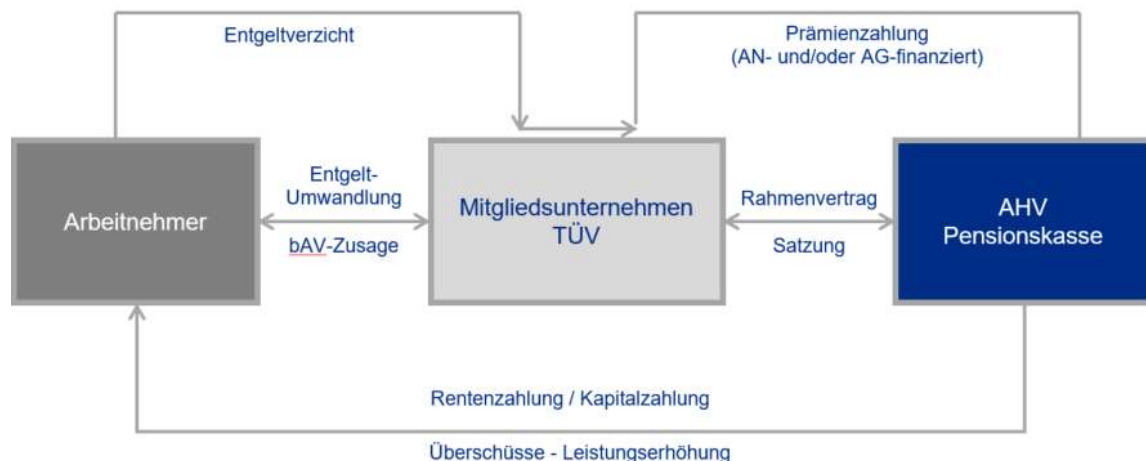 Entgeltverzicht
Prämienzahlung
(AN- und/oder AG-finanziert)
Arbeitnehmer
Entgelt-
Umwandlung
bAV-Zusage
Mitgliedsunternehmen
TÜV
Rahmenvertrag
Satzung
AHV
Pensionskasse
Rentenzahlung / Kapitalzahlung
Überschüsse - Leistungserhöhung